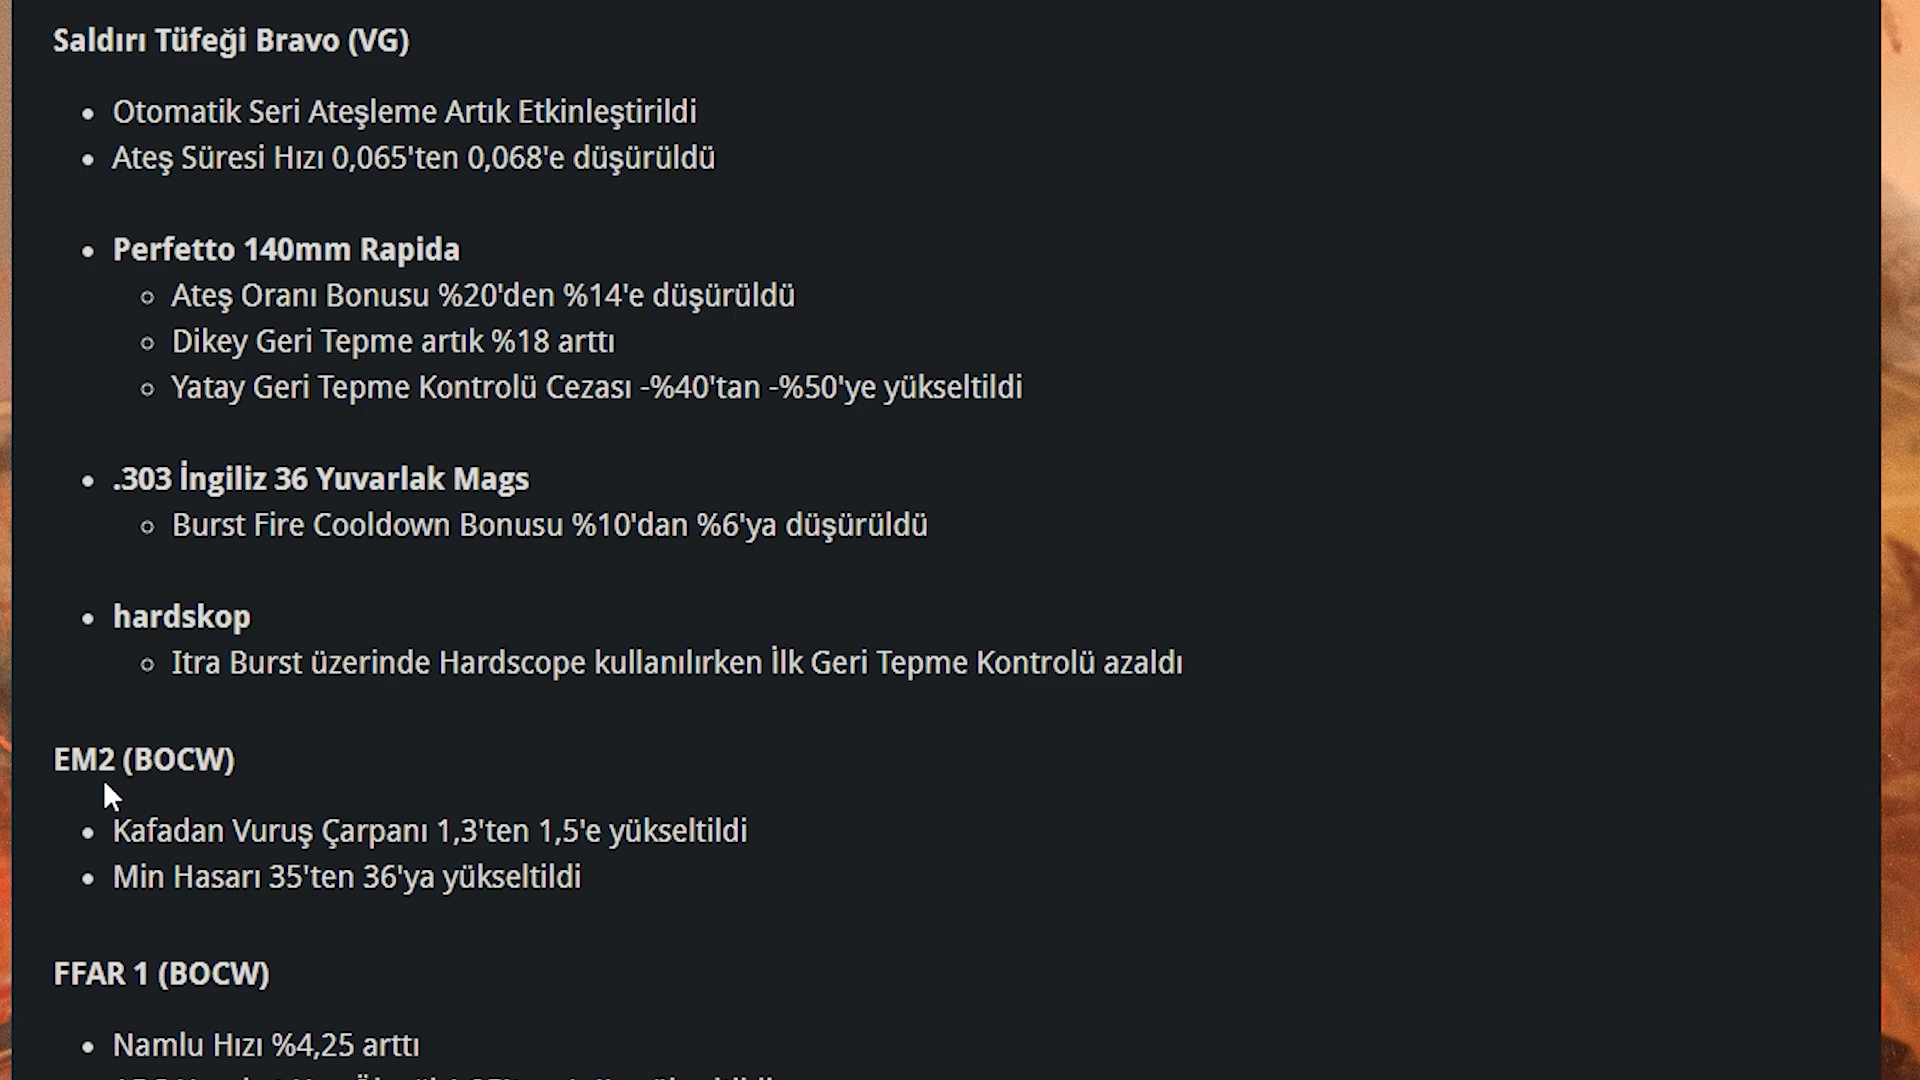 Saldırı Tüfeği Bravo (VG)
Otomatik Seri Ateşleme Artık Etkinleştirildi
Ateş Süresi Hızı 0,065'ten 0,068'e düşürüldü
Perfetto 140mm Rapida
Ateş Oranı Bonusu %20'den %14'e düşürüldü
Dikey Geri Tepme artık %18 arttı
Yatay Geri Tepme Kontrolü Cezası -%40'tan -%50'ye yükseltildi
.303 İngiliz 36 Yuvarlak Mags
Burst Fire Cooldown Bonusu %10'dan %6'ya düşürüldü
hardskop
Itra Burst üzerinde Hardscope kullanılırken İlk Geri Tepme Kontrolü azaldı
EM2 (BOCW)
Kafadan Vuruş Çarpanı 1,3'ten 1,5'e yükseltildi
Min Hasarı 35'ten 36'ya yükseltildi
FFAR 1 (BOCW)
Namlu Hızı %4,25 arttı